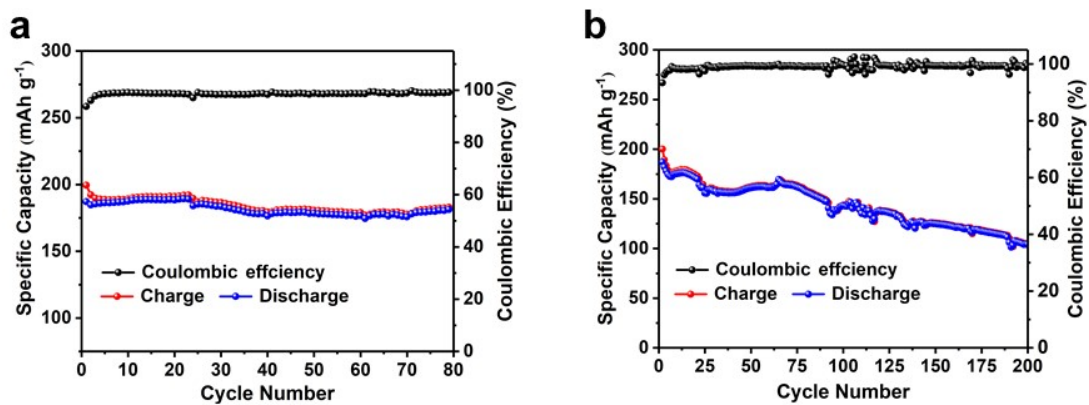 a
300
250
200
175
100
Specific Capacity (mAh g⁻¹)
100
80
60
40
20
0
Coulombic Efficiency (%)
Coulombic effciency
Charge
Discharge
0 10 20 30 40 50 60 70 80
Cycle Number
b
300
275
250
200
150
100
50
0
Specific Capacity (mAh g⁻¹)
100
80
60
40
20
0
Coulombic Efficiency (%)
Coulombic effciency
Charge
Discharge
0 25 50 75 100 125 150 175 200
Cycle Number